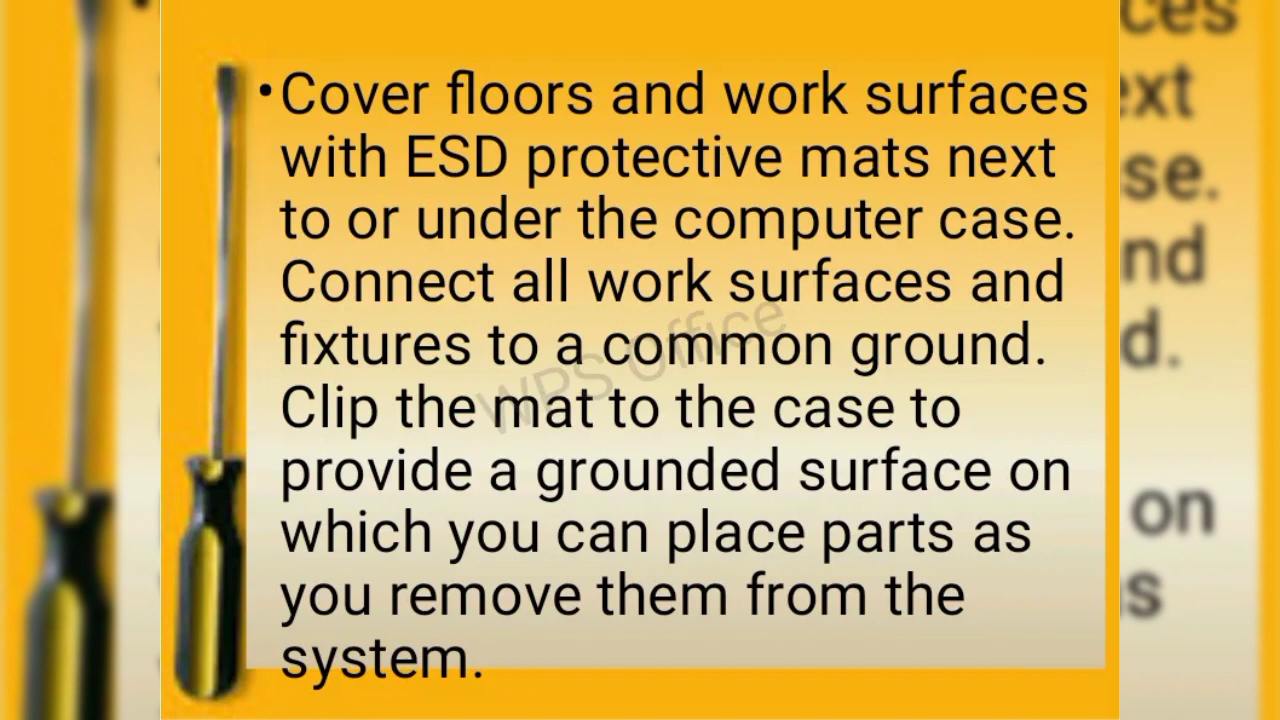 •Cover floors and work surfaces
with ESD protective mats next
to or under the computer case.
Connect all work surfaces and
fixtures to a common ground.
Clip the mat to the case to
provide a grounded surface on
which you can place parts as
you remove them from the
system.
WPS Office